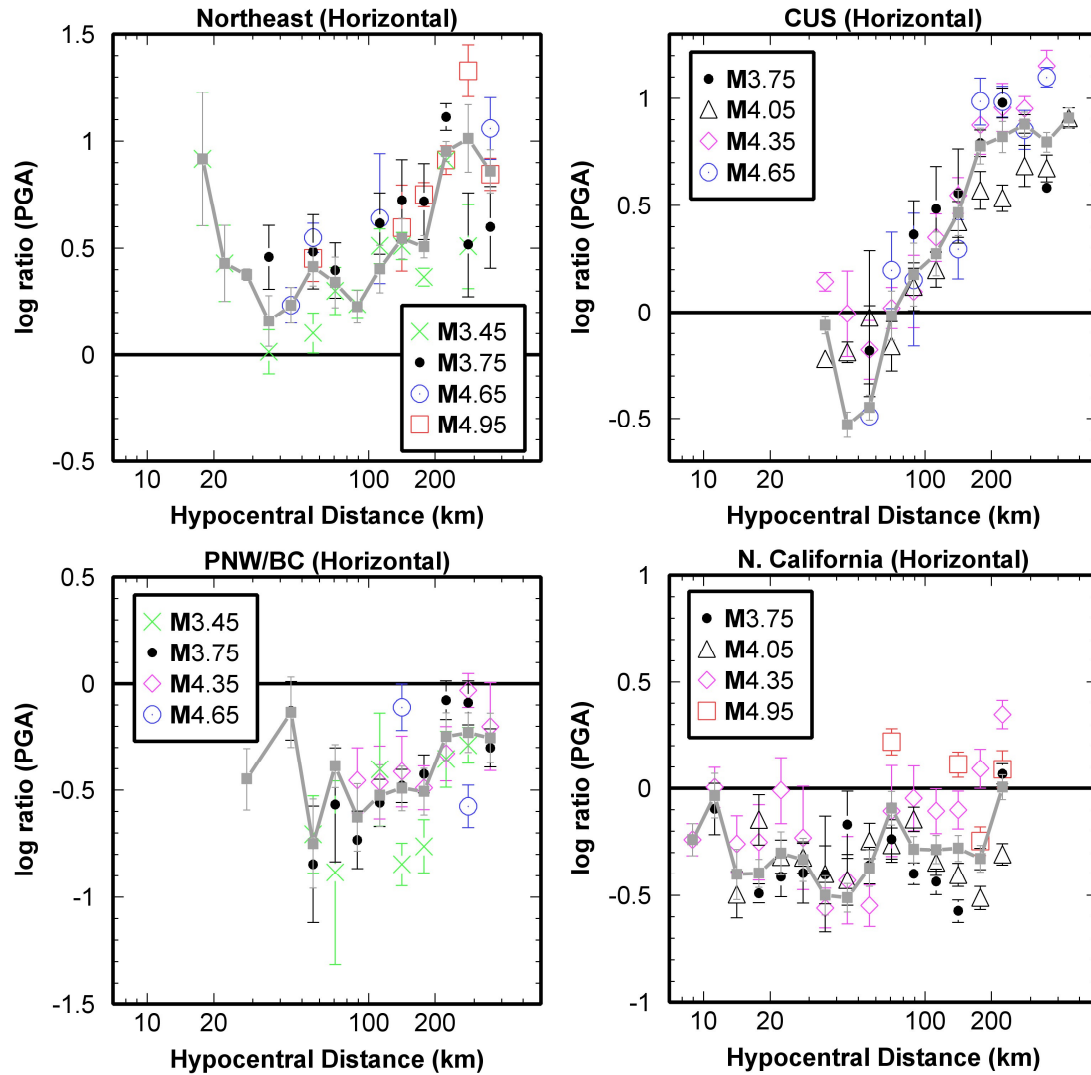 Northeast (Horizontal)
1.5
1
0.5
0
-0.5
log ratio (PGA)
M3.45
M3.75
M4.65
M4.95
10 20 100 200
Hypocentral Distance (km)
CUS (Horizontal)
1
0.5
0
-0.5
log ratio (PGA)
M3.75
M4.05
M4.35
M4.65
10 20 100 200
Hypocentral Distance (km)
PNW/BC (Horizontal)
0.5
0
-0.5
-1
-1.5
log ratio (PGA)
M3.45
M3.75
M4.35
M4.65
10 20 100 200
Hypocentral Distance (km)
N. California (Horizontal)
1
0.5
0
-0.5
-1
log ratio (PGA)
M3.75
M4.05
M4.35
M4.95
10 20 100 200
Hypocentral Distance (km)